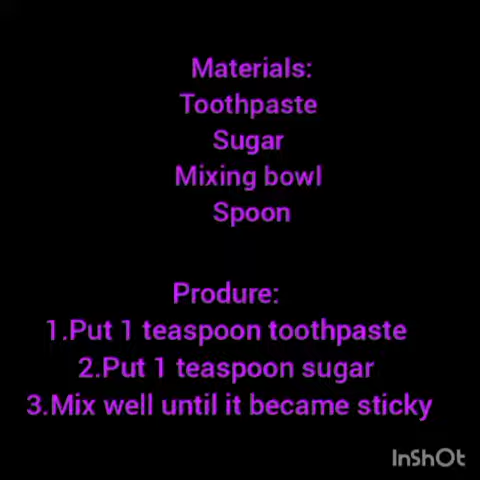 Materials:
Toothpaste
Sugar
Mixing bowl
Spoon
Produre:
1.Put 1 teaspoon toothpaste
2.Put 1 teaspoon sugar
3.Mix well until it became sticky
InShOt